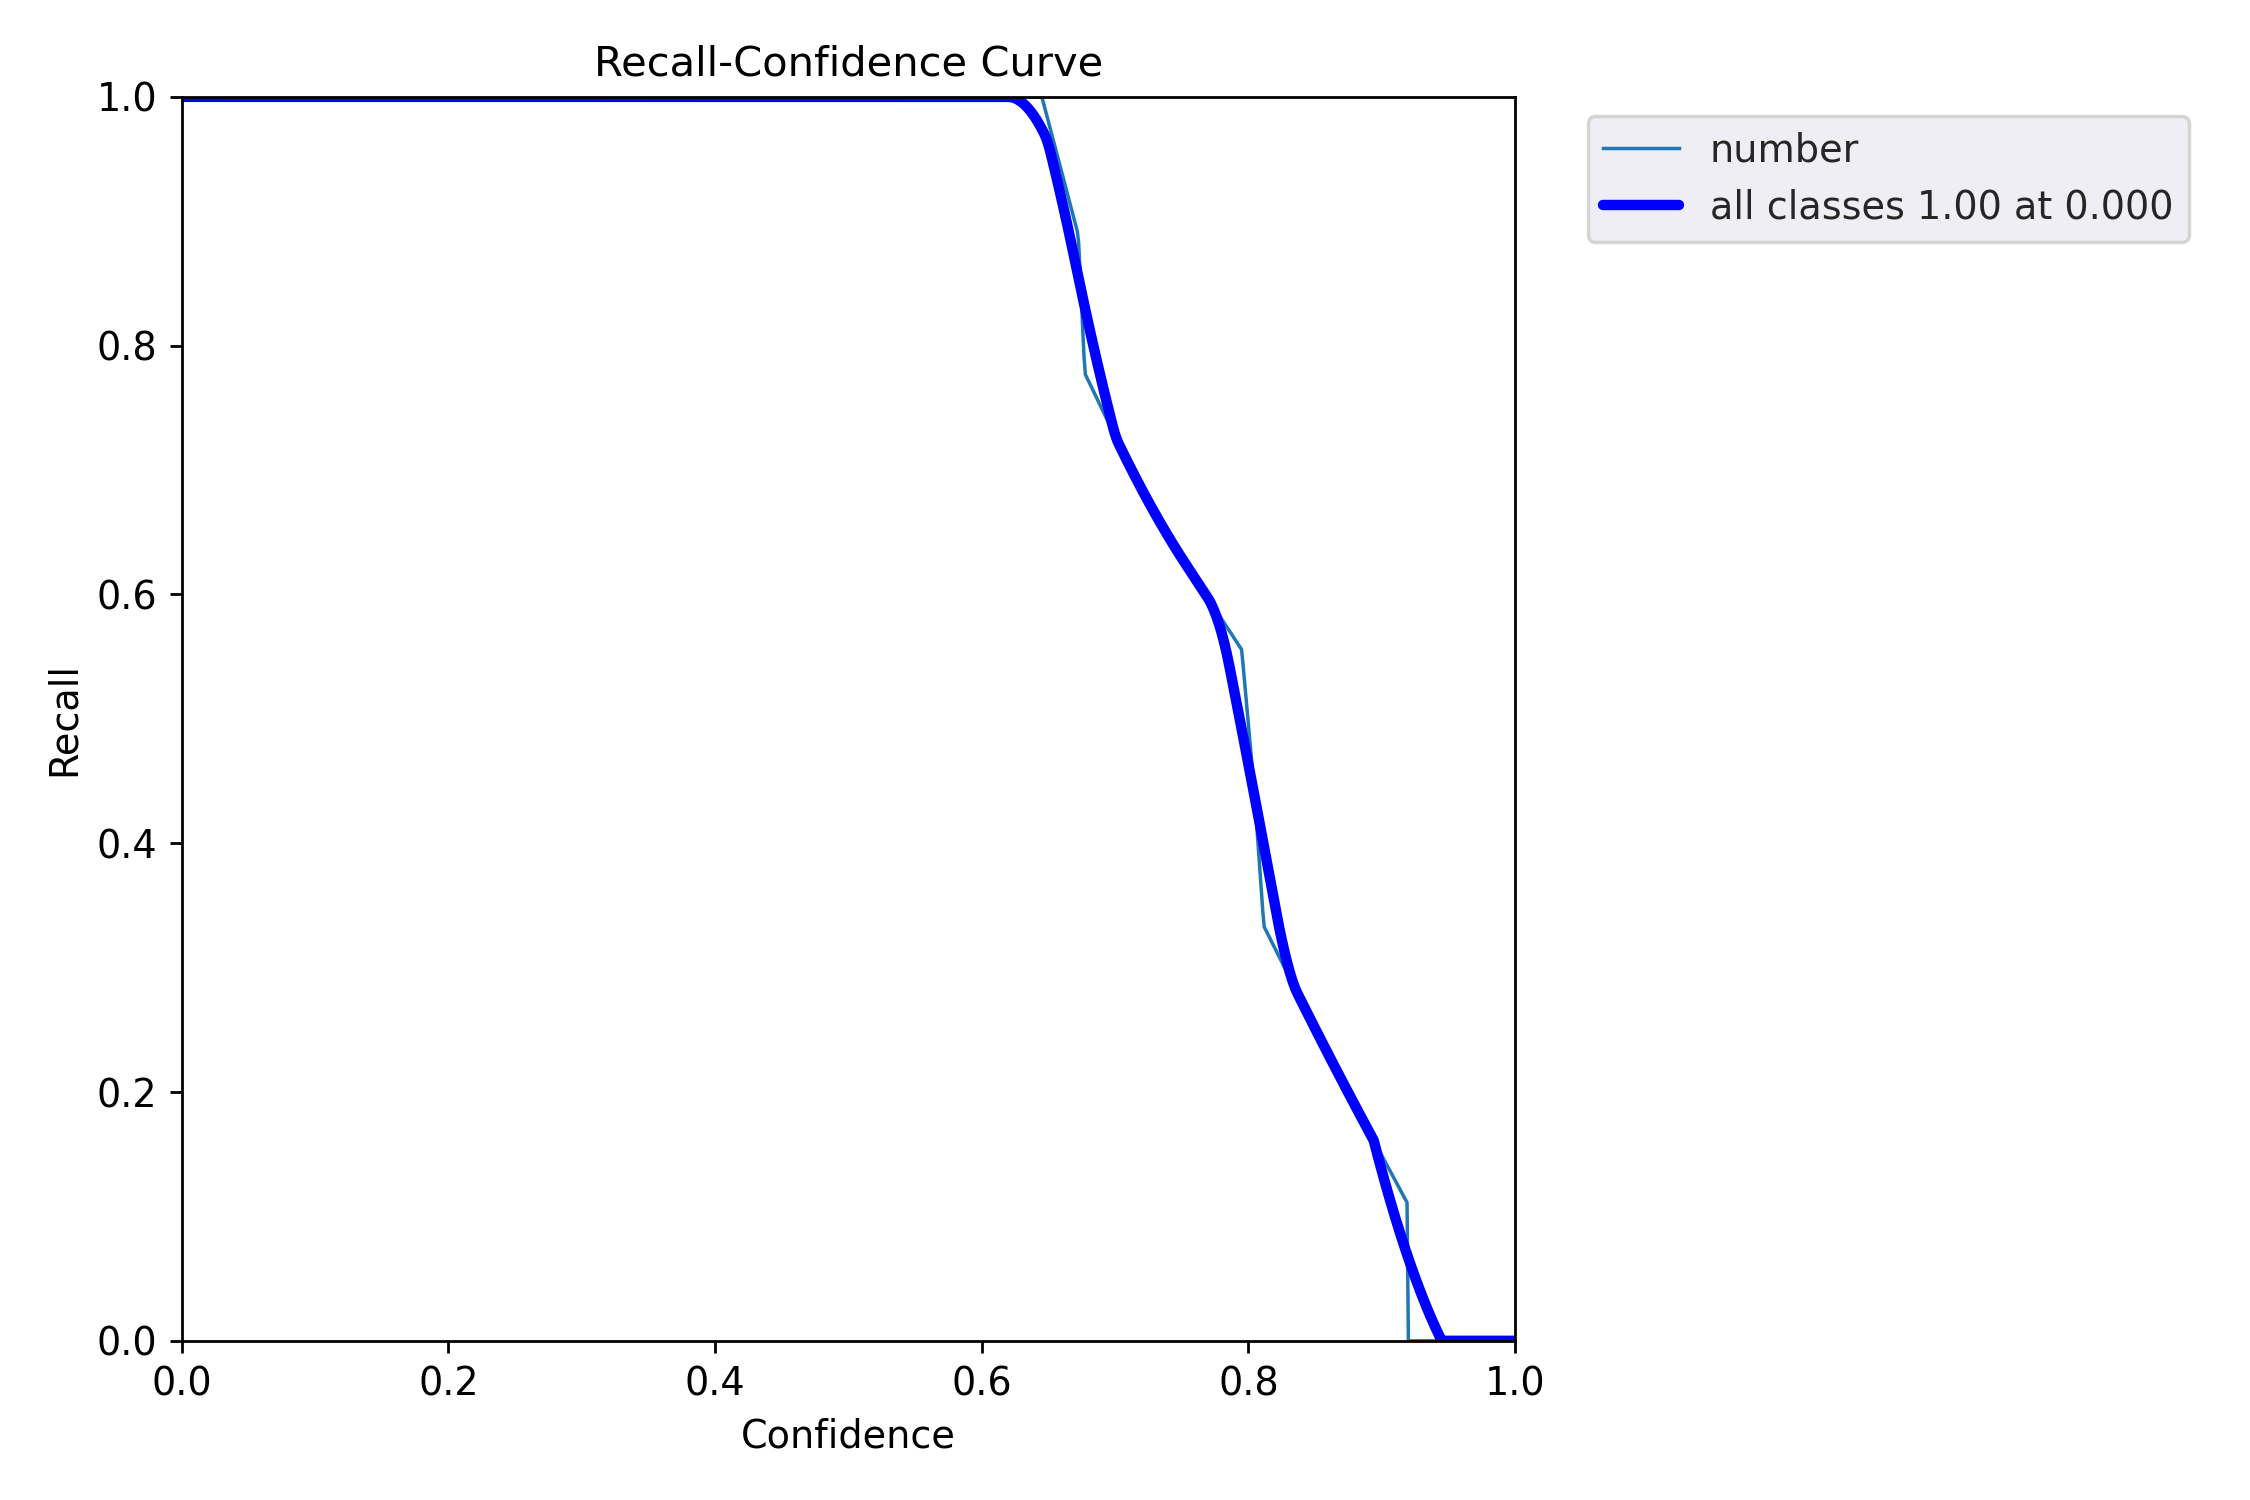 Recall-Confidence Curve
number
all classes 1.00 at 0.000
Recall
1.0
0.8
0.6
0.4
0.2
0.0
0.0 0.2 0.4 0.6 0.8 1.0
Confidence